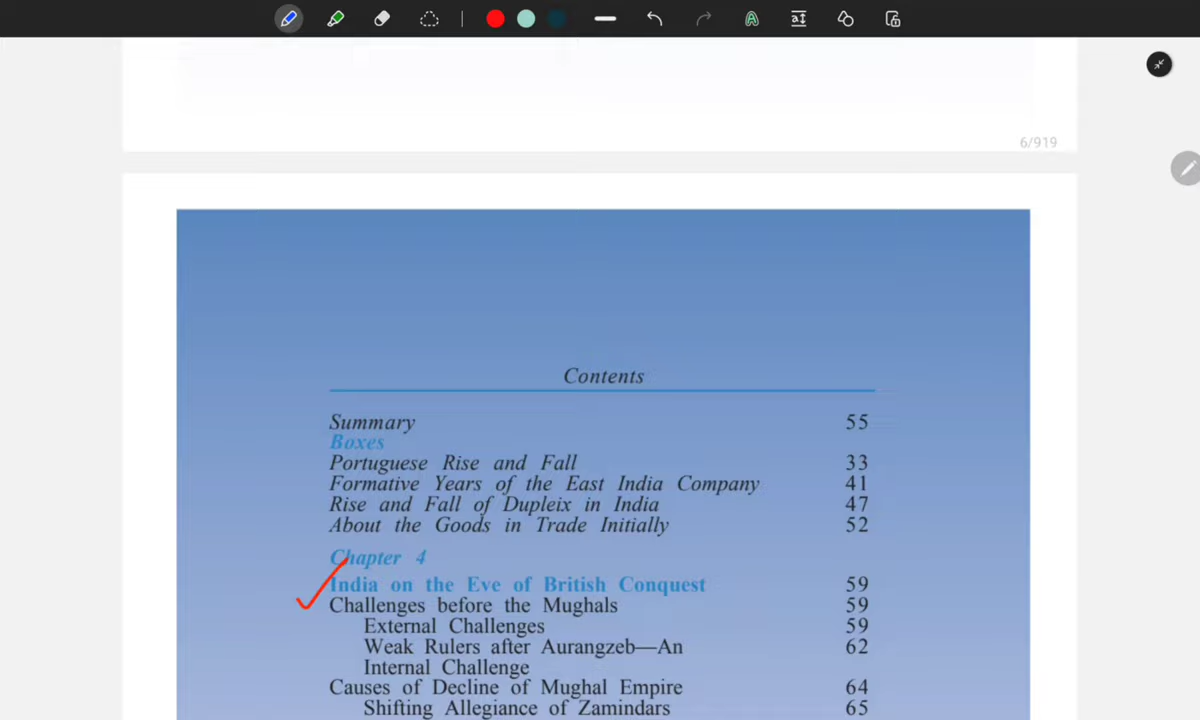 6/919
Contents
Summary 55
Boxes
Portuguese Rise and Fall 33
Formative Years of the East India Company 41
Rise and Fall of Dupleix in India 47
About the Goods in Trade Initially 52
Chapter 4
India on the Eve of British Conquest 59
Challenges before the Mughals 59
External Challenges 59
Weak Rulers after Aurangzeb—An 62
Internal Challenge
Causes of Decline of Mughal Empire 64
Shifting Allegiance of Zamindars 65